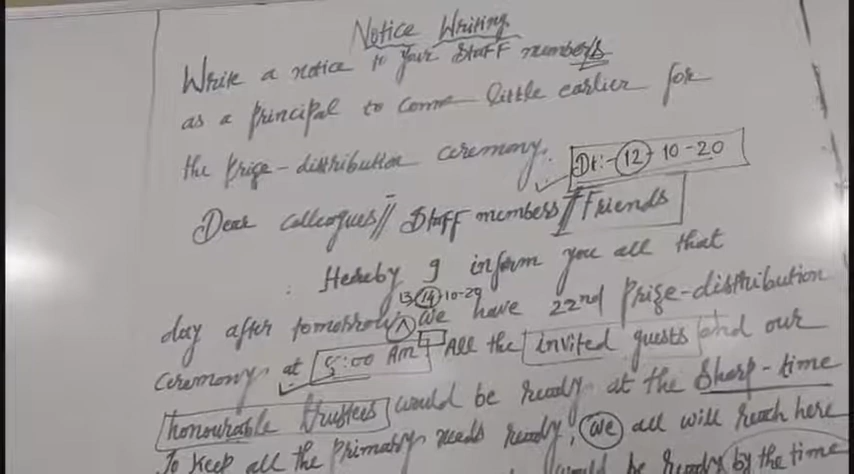 Notice Writing
Write a notice to your Staff members
as a principal to come little earlier for
the Prize-distribution ceremony.
Dt:- 12-10-20
Dear colleagues// Staff members // Friends
Hereby I inform you all that
13, 14-10-20
day after tomorrow, we have 22nd Prize-distribution
ceremony at 5:00 Am All the invited guests and our
honourable trustees would be ready at the Sharp-time
To keep all the Primary needs ready, we all will reach here
would be ready by the time